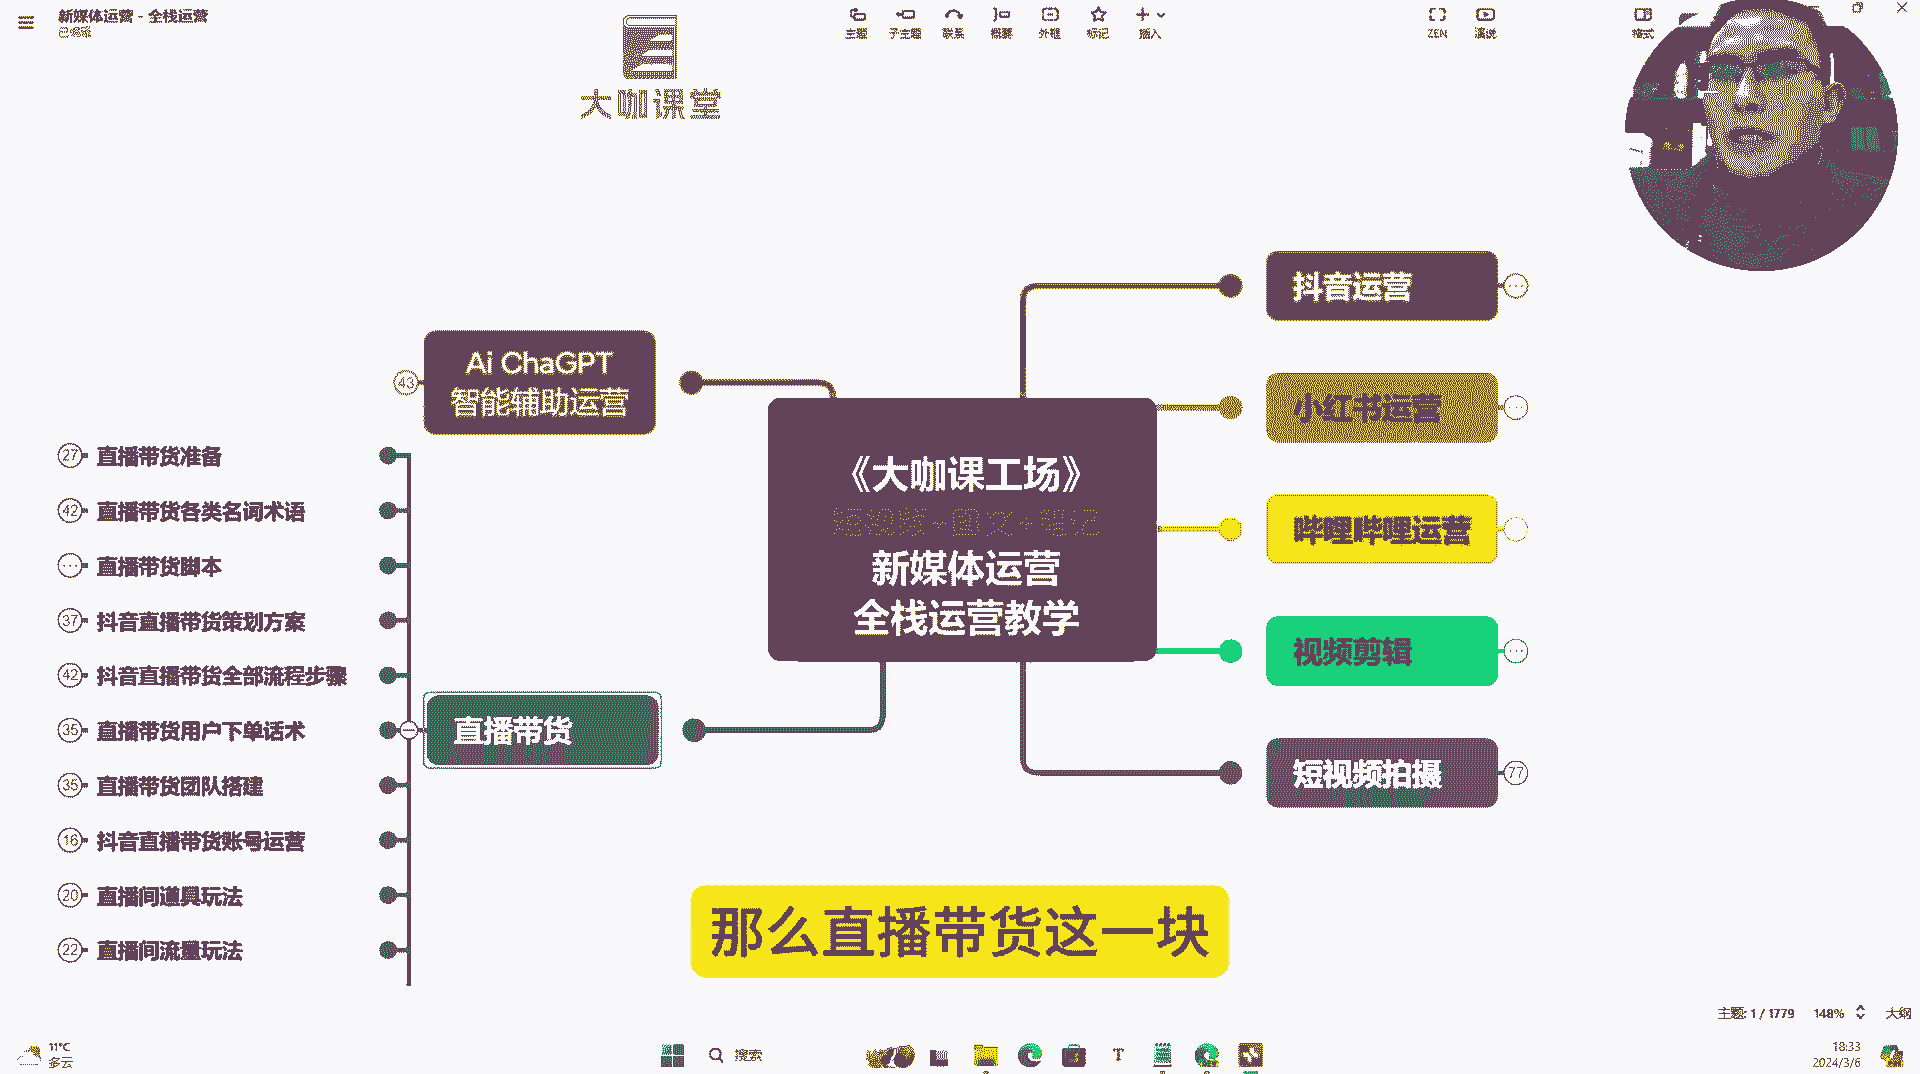 新媒体运营 - 全栈运营
已编辑
主题
子主题
联系
概要
外框
标记
插入
ZEN
演说
格式
大咖课堂
Ai ChaGPT
智能辅助运营
43
27
直播带货准备
42
直播带货各类名词术语
直播带货脚本
37
抖音直播带货策划方案
42
抖音直播带货全部流程步骤
35
直播带货用户下单话术
35
直播带货团队搭建
16
抖音直播带货账号运营
20
直播间道具玩法
22
直播间流量玩法
直播带货
《大咖课工场》
新媒体运营
全栈运营教学
抖音运营
小红书运营
哔哩哔哩运营
视频剪辑
短视频拍摄
77
那么直播带货这一块
主题: 1 / 1779
148%
大纲
11°C
多云
搜索
18:33
2024/3/6